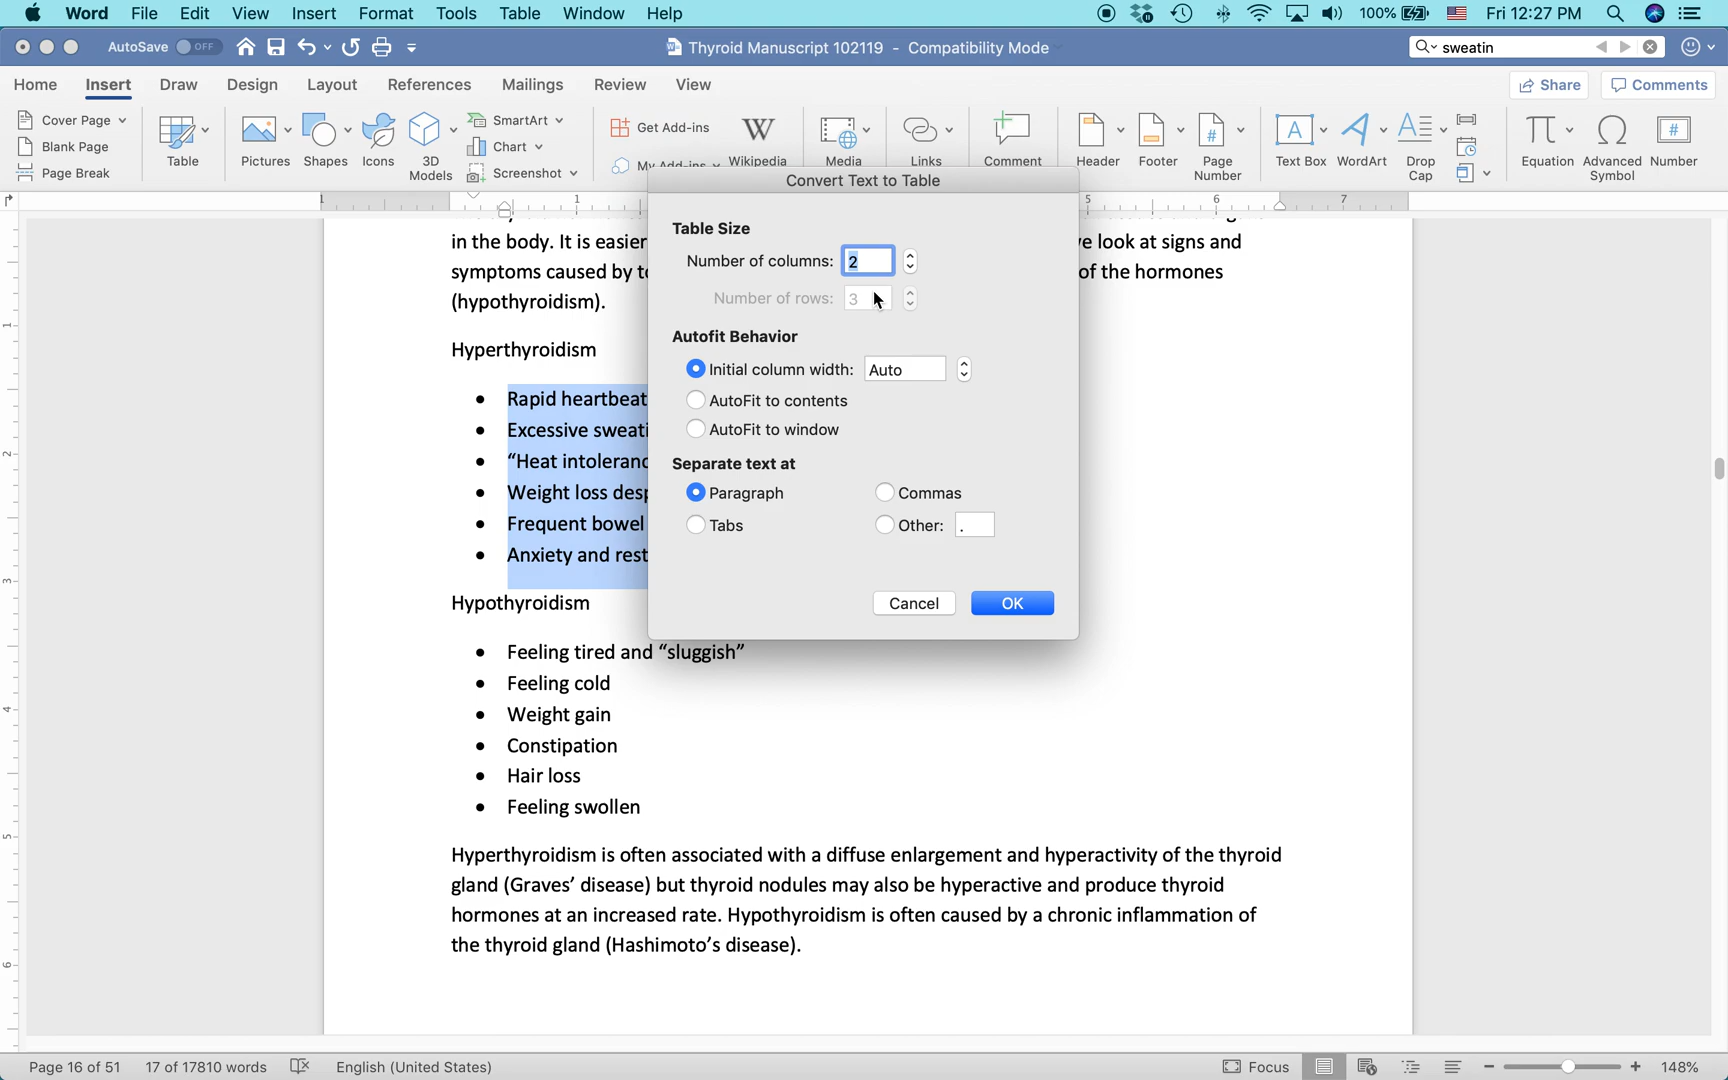 Word File Edit View Insert Format Tools Table Window Help 100% Fri 12:27 PM
AutoSave OFF Thyroid Manuscript 102119 - Compatibility Mode sweatin
Home Insert Draw Design Layout References Mailings Review View Share Comments
Cover Page
Blank Page
Page Break
Table
Pictures
Shapes
Icons
3D
Models
SmartArt
Chart
Screenshot
Get Add-ins
My Add-ins
Wikipedia
Media
Links
Comment
Header
Footer
Page
Number
Text Box
WordArt
Drop
Cap
Equation
Advanced
Symbol
Number
1 1 5 6 7
Convert Text to Table
Table Size
Number of columns: 2
Number of rows: 3
Autofit Behavior
Initial column width: Auto
AutoFit to contents
AutoFit to window
Separate text at
Paragraph Commas
Tabs Other: .
Cancel OK
in the body. It is easier
e look at signs and
symptoms caused by
of the hormones
(hypothyroidism).
Hyperthyroidism
• Rapid heartbeat
• Excessive sweati
• “Heat intoleranc
• Weight loss desp
• Frequent bowel
• Anxiety and rest
Hypothyroidism
• Feeling tired and “sluggish”
• Feeling cold
• Weight gain
• Constipation
• Hair loss
• Feeling swollen
Hyperthyroidism is often associated with a diffuse enlargement and hyperactivity of the thyroid
gland (Graves’ disease) but thyroid nodules may also be hyperactive and produce thyroid
hormones at an increased rate. Hypothyroidism is often caused by a chronic inflammation of
the thyroid gland (Hashimoto’s disease).
1
2
3
4
5
6
Page 16 of 51 17 of 17810 words English (United States) Focus 148%